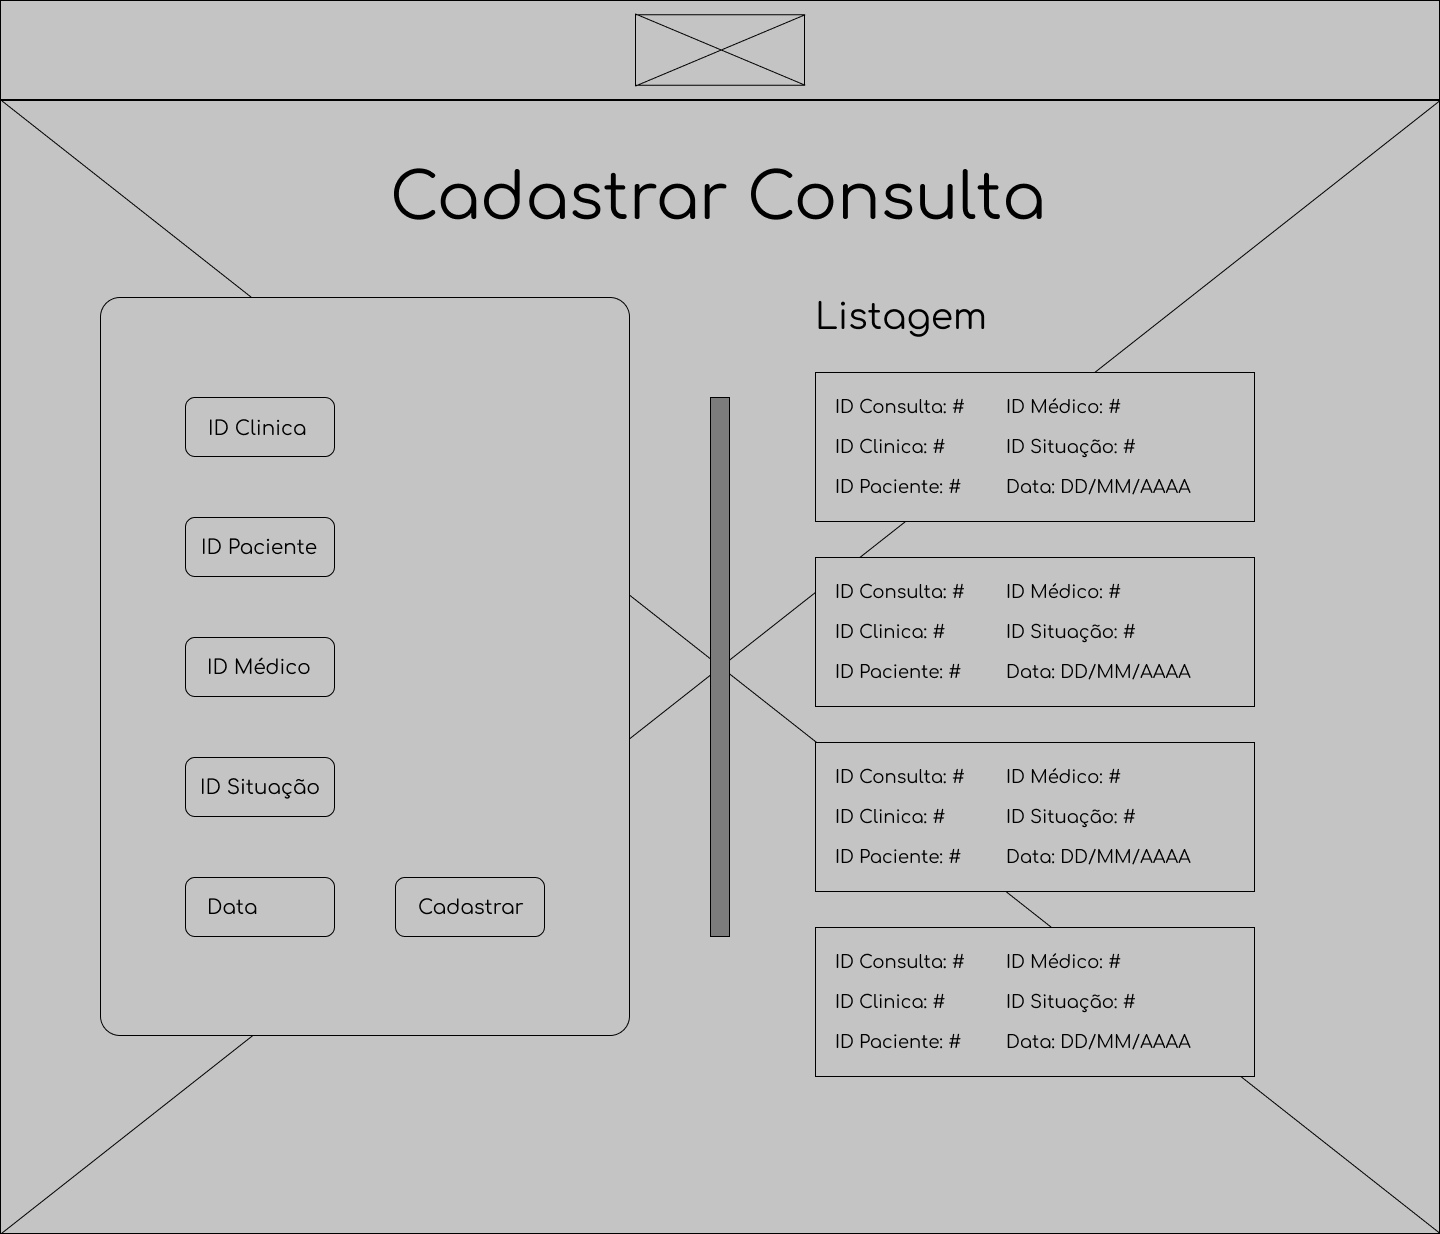 Cadastrar Consulta
ID Clinica
ID Paciente
ID Médico
ID Situação
Data
Cadastrar
Listagem
ID Consulta: # ID Médico: #
ID Clinica: # ID Situação: #
ID Paciente: # Data: DD/MM/AAAA
ID Consulta: # ID Médico: #
ID Clinica: # ID Situação: #
ID Paciente: # Data: DD/MM/AAAA
ID Consulta: # ID Médico: #
ID Clinica: # ID Situação: #
ID Paciente: # Data: DD/MM/AAAA
ID Consulta: # ID Médico: #
ID Clinica: # ID Situação: #
ID Paciente: # Data: DD/MM/AAAA